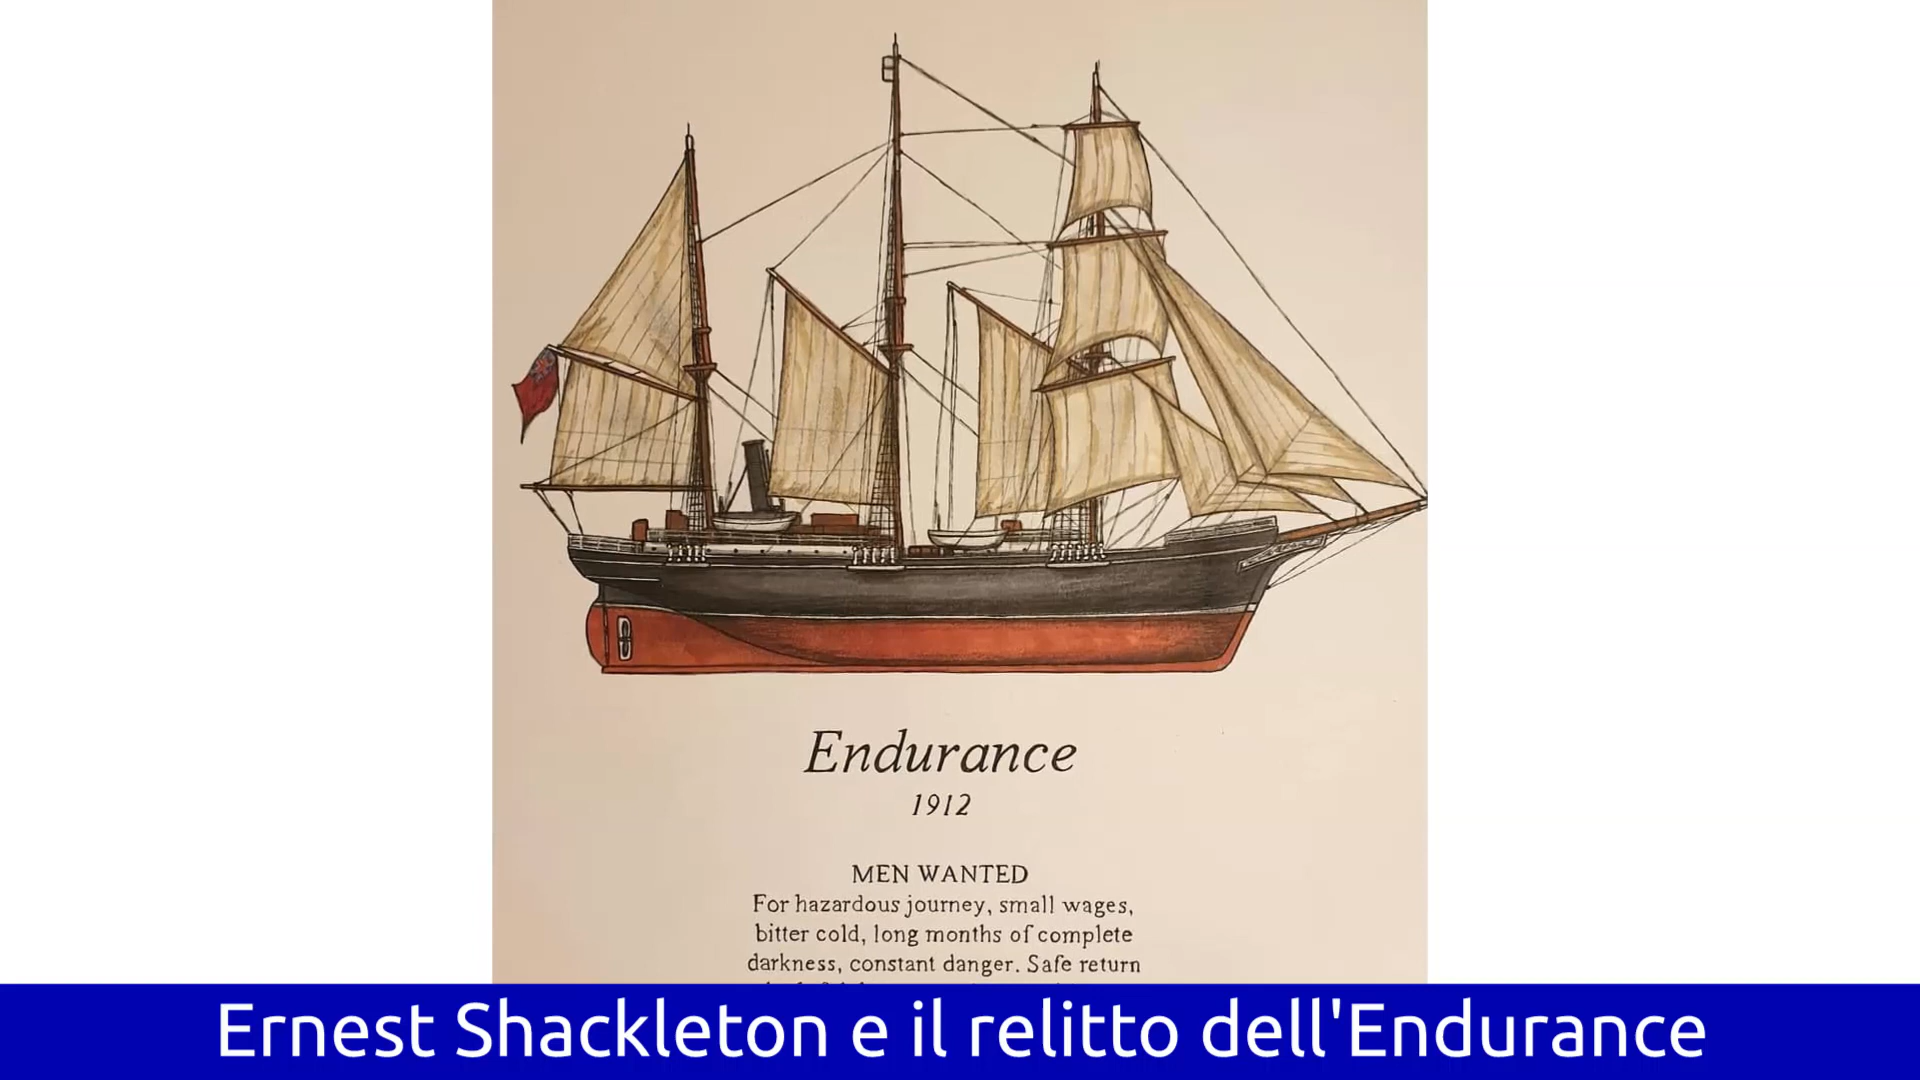 Endurance
1912
MEN WANTED
For hazardous journey, small wages,
bitter cold, long months of complete
darkness, constant danger. Safe return
Ernest Shackleton e il relitto dell'Endurance